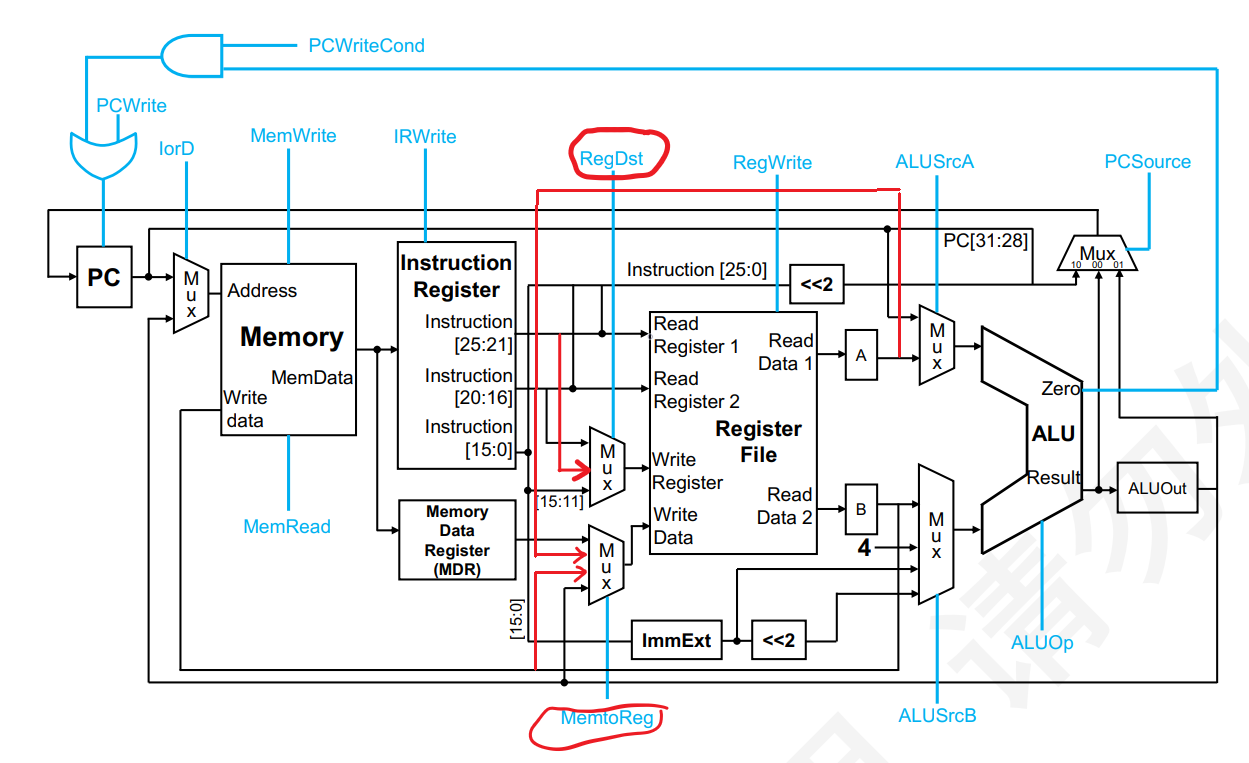 PCWriteCond
PCWrite
IorD
MemWrite
IRWrite
RegDst
RegWrite
ALUSrcA
PCSource
PC
M
u
x
Address
Memory
MemData
Write
data
MemRead
Instruction
Register
Instruction
[25:21]
Instruction
[20:16]
Instruction
[15:0]
Memory
Data
Register
(MDR)
[15:0]
[15:11]
M
u
x
M
u
x
MemtoReg
Instruction [25:0]
<<2
PC[31:28]
Mux
10 00 01
Read
Register 1
Read
Register 2
Register
File
Write
Register
Write
Data
Read
Data 1
Read
Data 2
A
B
4
ImmExt
<<2
M
u
x
M
u
x
ALUSrcB
Zero
ALU
Result
ALUOp
ALUOut
请勿外